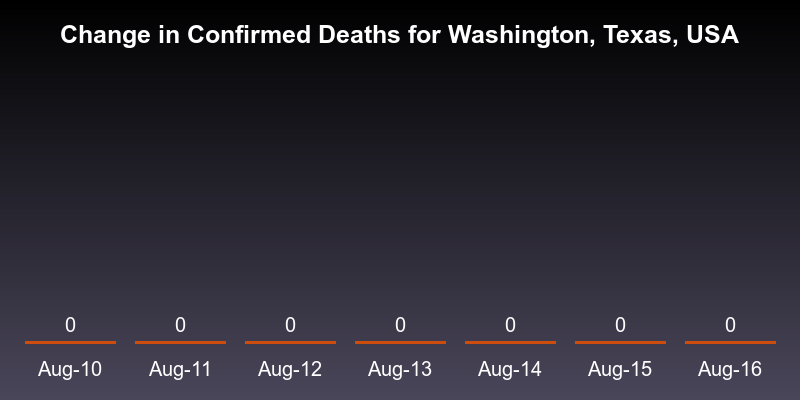 Change in Confirmed Deaths for Washington, Texas, USA
0 0 0 0 0 0 0
Aug-10 Aug-11 Aug-12 Aug-13 Aug-14 Aug-15 Aug-16